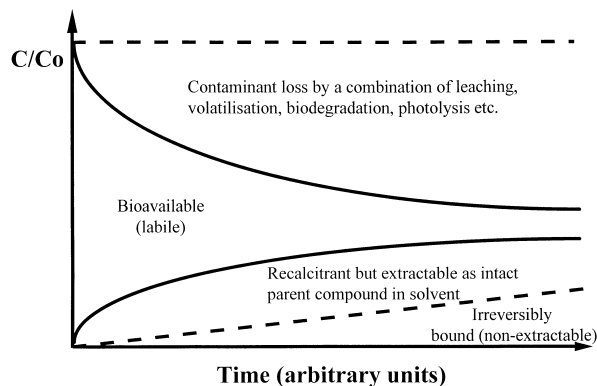 C/Co
Contaminant loss by a combination of leaching,
volatilisation, biodegradation, photolysis etc.
Bioavailable
(labile)
Recalcitrant but extractable as intact
parent compound in solvent
Irreversibly
bound (non-extractable)
Time (arbitrary units)